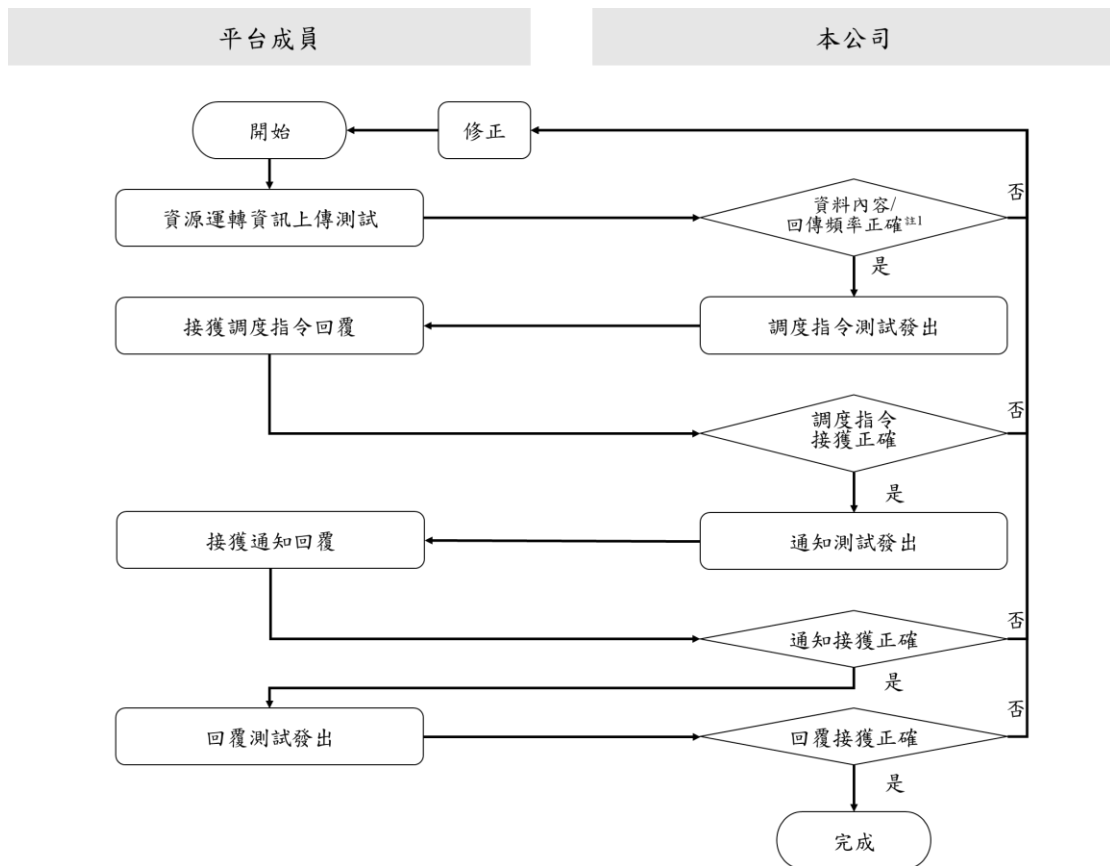 平台成員
本公司
開始
修正
否
資源運轉資訊上傳測試
資料內容/
回傳頻率正確註1
是
接獲調度指令回覆
調度指令測試發出
否
調度指令
接獲正確
是
接獲通知回覆
通知測試發出
否
通知接獲正確
是
否
回覆測試發出
回覆接獲正確
是
完成